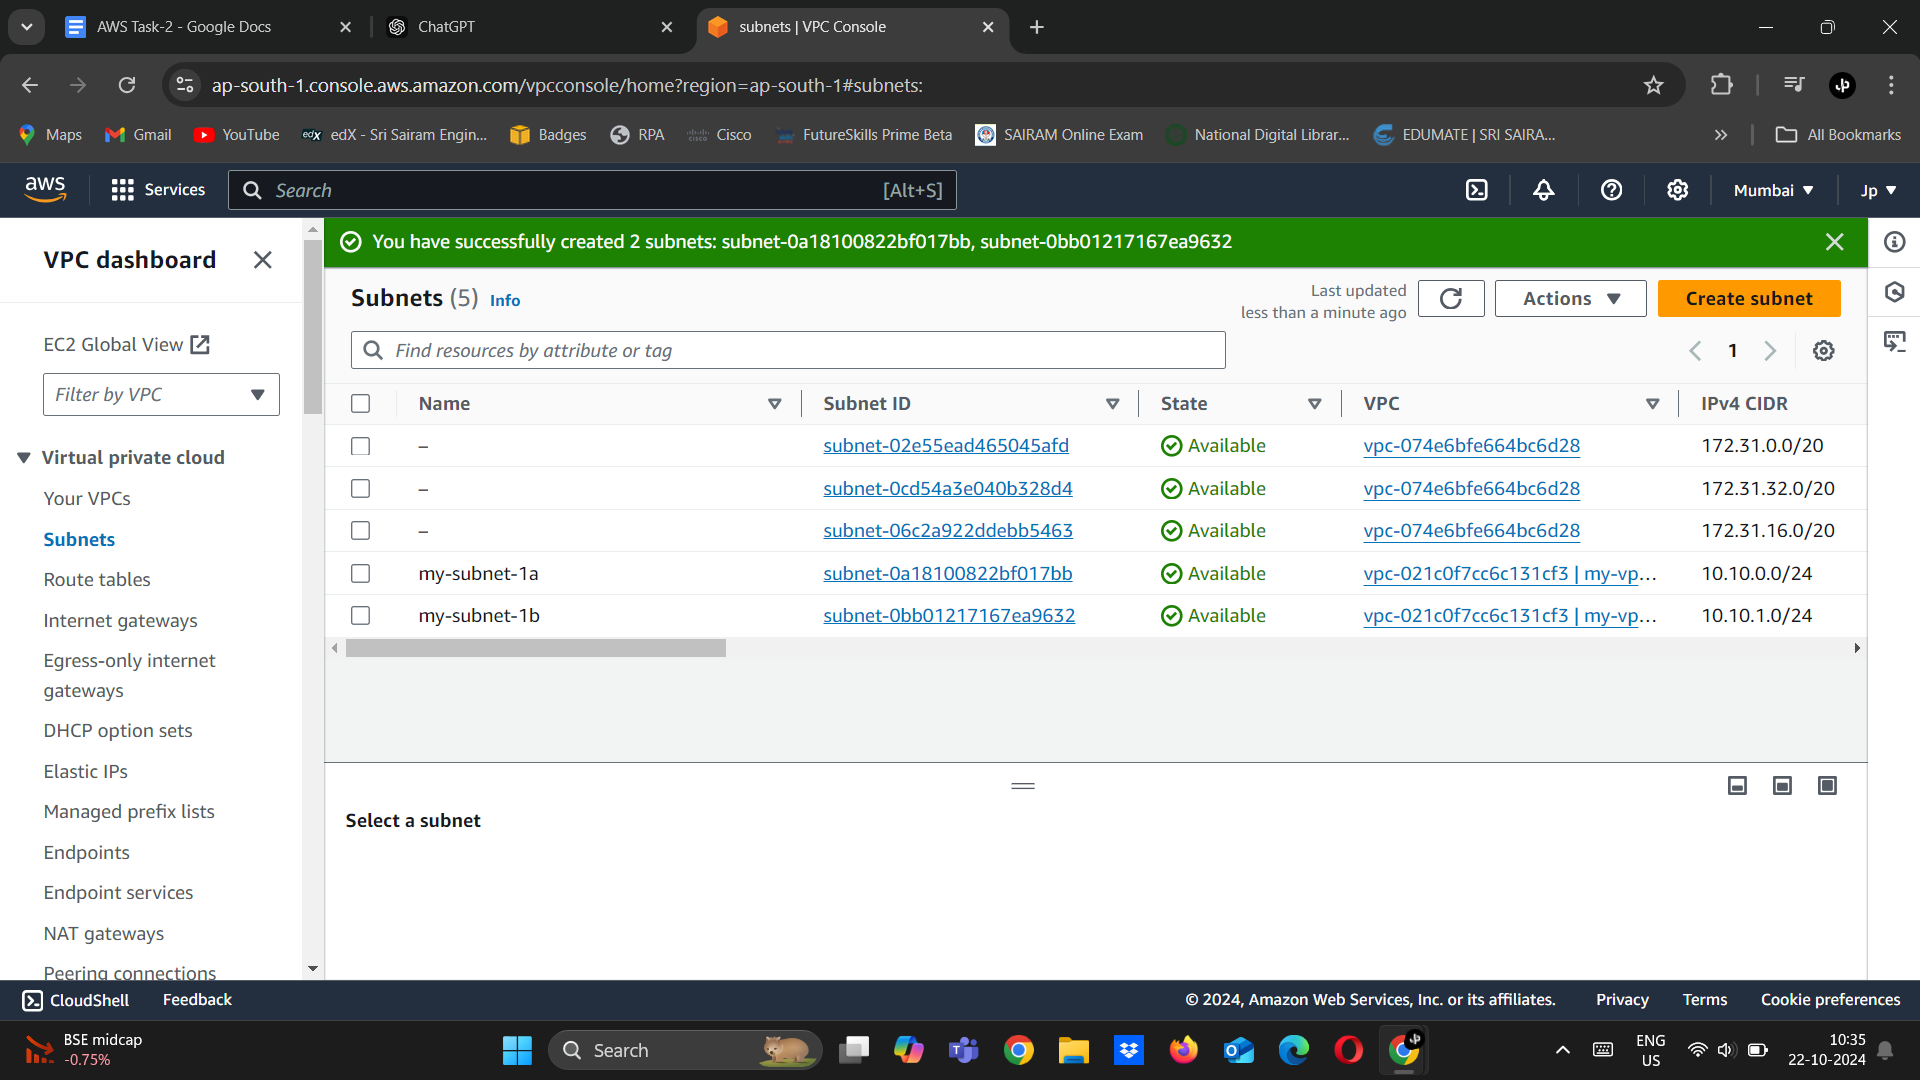 AWS Task-2 - Google Docs
ChatGPT
subnets | VPC Console
ap-south-1.console.aws.amazon.com/vpcconsole/home?region=ap-south-1#subnets:
Maps
Gmail
YouTube
edX
edX - Sri Sairam Engin...
Badges
RPA
Cisco
FutureSkills Prime Beta
SAIRAM Online Exam
National Digital Librar...
EDUMATE | SRI SAIRA...
All Bookmarks
aws
Services
Search
[Alt+S]
Mumbai
Jp
VPC dashboard
EC2 Global View
Filter by VPC
Virtual private cloud
Your VPCs
Subnets
Route tables
Internet gateways
Egress-only internet
gateways
DHCP option sets
Elastic IPs
Managed prefix lists
Endpoints
Endpoint services
NAT gateways
Peering connections
You have successfully created 2 subnets: subnet-0a18100822bf017bb, subnet-0bb01217167ea9632
Subnets (5) Info
Last updated
less than a minute ago
Actions
Create subnet
Find resources by attribute or tag
1
Name Subnet ID State VPC IPv4 CIDR
– subnet-02e55ead465045afd Available vpc-074e6bfe664bc6d28 172.31.0.0/20
– subnet-0cd54a3e040b328d4 Available vpc-074e6bfe664bc6d28 172.31.32.0/20
– subnet-06c2a922ddebb5463 Available vpc-074e6bfe664bc6d28 172.31.16.0/20
my-subnet-1a subnet-0a18100822bf017bb Available vpc-021c0f7cc6c131cf3 | my-vp... 10.10.0.0/24
my-subnet-1b subnet-0bb01217167ea9632 Available vpc-021c0f7cc6c131cf3 | my-vp... 10.10.1.0/24
Select a subnet
CloudShell
Feedback
© 2024, Amazon Web Services, Inc. or its affiliates.
Privacy
Terms
Cookie preferences
BSE midcap
-0.75%
Search
ENG
US
10:35
22-10-2024